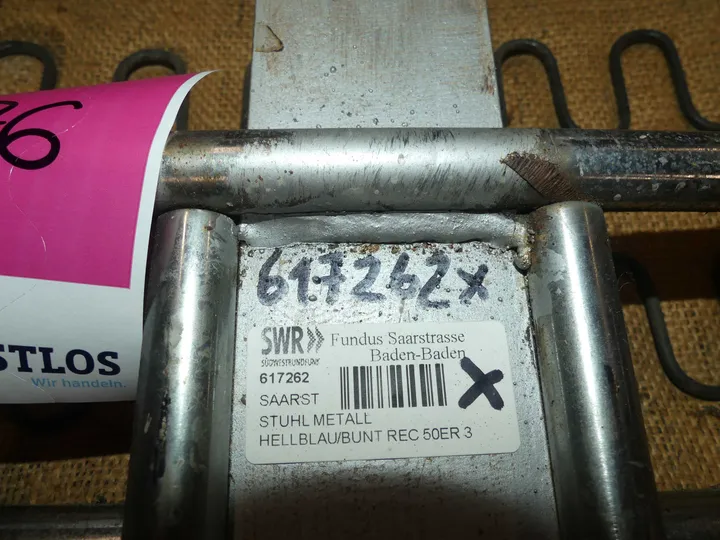 617262x
SWR» Fundus Saarstrasse
SÜDWESTRUNDFUNK Baden-Baden
617262
SAARST
STUHL METALL
HELLBLAU/BUNT REC 50ER 3
X
STLOS
Wir handeln.